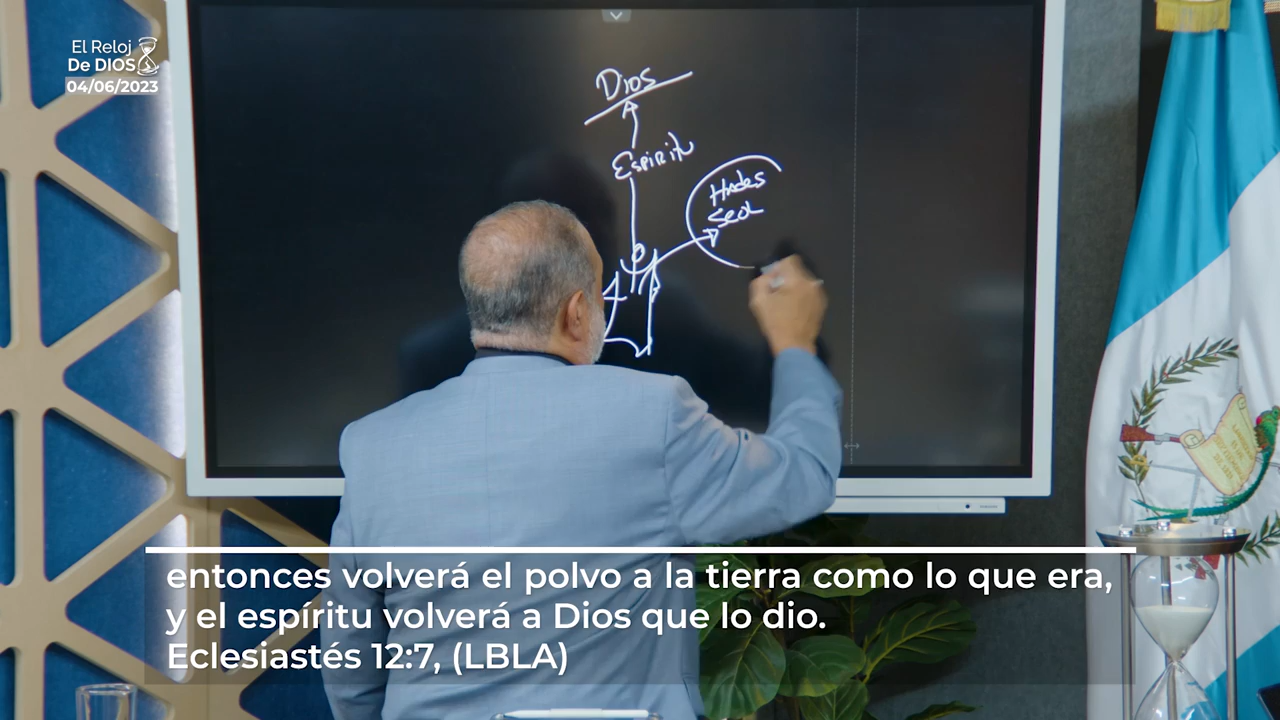 El Reloj
De DIOS
04/06/2023
Dios
Espiritu
Hades
Seol
entonces volverá el polvo a la tierra como lo que era,
y el espíritu volverá a Dios que lo dio.
Eclesiastés 12:7, (LBLA)